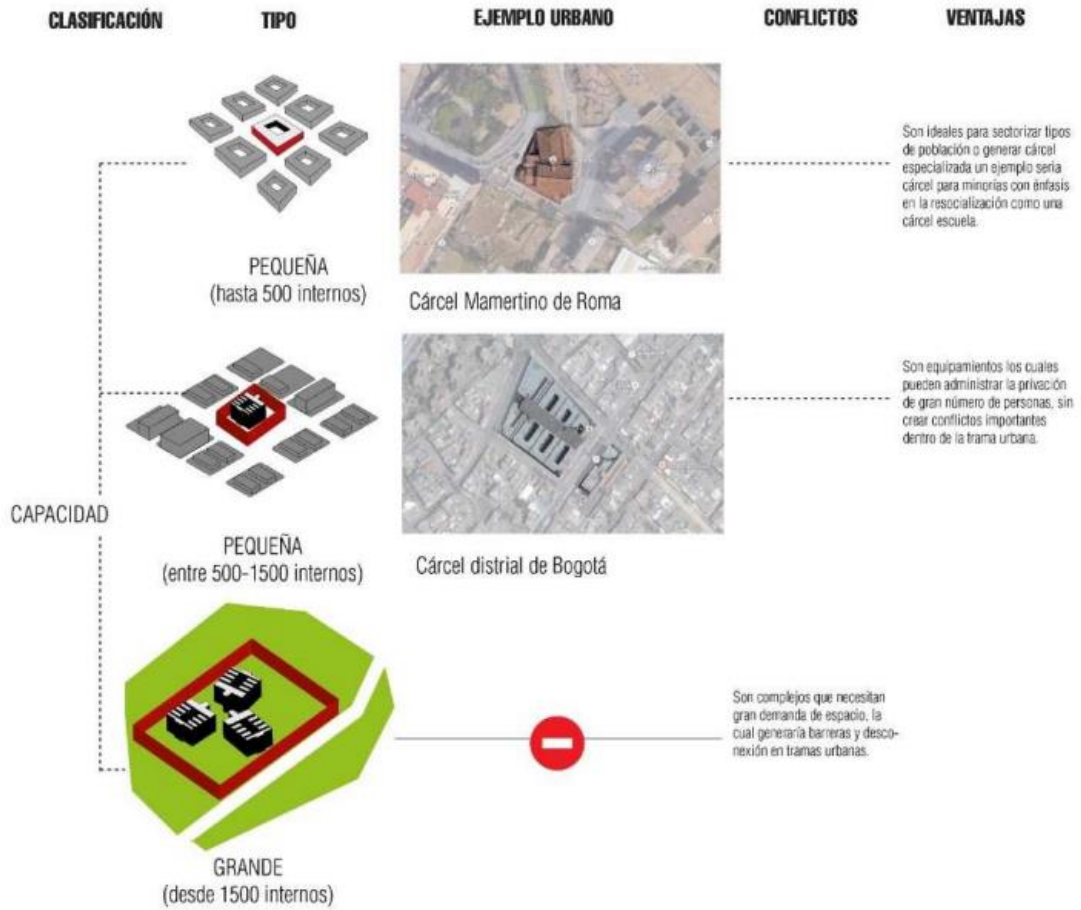 CLASIFICACIÓN TIPO EJEMPLO URBANO CONFLICTOS VENTAJAS
Son ideales para sectorizar tipos
de población o generar cárcel
especializada un ejemplo seria
cárcel para minorías con énfasis
en la resocialización como una
cárcel escuela.
PEQUEÑA
(hasta 500 internos)
Cárcel Mamertino de Roma
Son equipamientos los cuales
pueden administrar la privación
de gran número de personas, sin
crear conflictos importantes
dentro de la trama urbana.
CAPACIDAD
PEQUEÑA
(entre 500-1500 internos)
Cárcel distrial de Bogotá
Son complejos que necesitan
gran demanda de espacio, la
cual generaría barreras y desco-
nexión en tramas urbanas.
GRANDE
(desde 1500 internos)